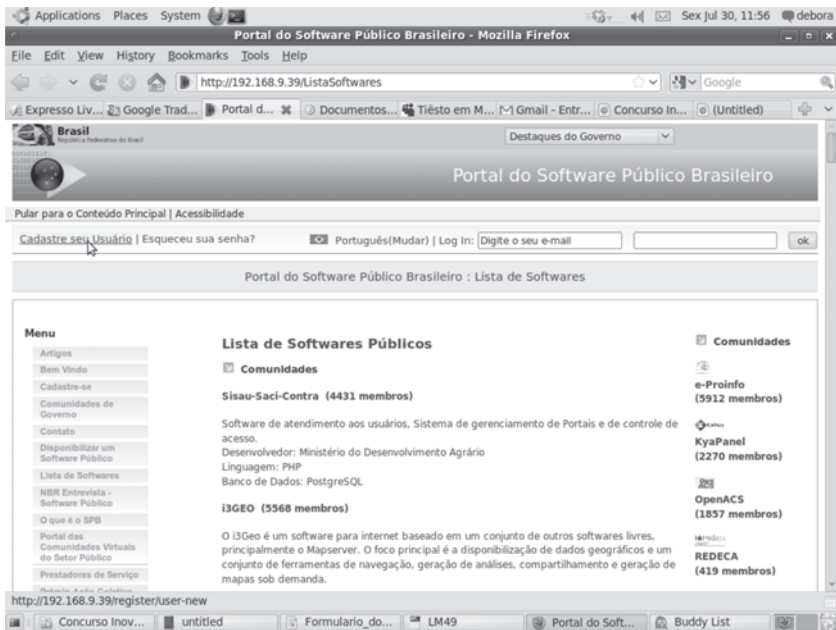 Applications Places System
Sex Jul 30, 11:56 debora
Portal do Software Público Brasileiro - Mozilla Firefox
File Edit View History Bookmarks Tools Help
http://192.168.9.39/ListaSoftwares
Google
Expresso Liv... Google Trad... Portal d... Documentos... Tiësto em M... Gmail - Entr... Concurso In... (Untitled)
Brasil
República Federativa do Brasil
Destaques do Governo
Portal do Software Público Brasileiro
Pular para o Conteúdo Principal | Acessibilidade
Cadastre seu Usuário | Esqueceu sua senha?
Português(Mudar) | Log In: Digite o seu e-mail
ok
Portal do Software Público Brasileiro : Lista de Softwares
Menu
Artigos
Bem Vindo
Cadastre-se
Comunidades de
Governo
Contato
Disponibilizar um
Software Público
Lista de Softwares
NBR Entrevista -
Software Público
O que é o SPB
Portal das
Comunidades Virtuais
do Setor Público
Prestadores de Serviço
Prêmio Ação Coletiva
Lista de Softwares Públicos
Comunidades
Sisau-Saci-Contra (4431 membros)
Software de atendimento aos usuários, Sistema de gerenciamento de Portais e de controle de
acesso.
Desenvolvedor: Ministério do Desenvolvimento Agrário
Linguagem: PHP
Banco de Dados: PostgreSQL
i3GEO (5568 membros)
O i3Geo é um software para internet baseado em um conjunto de outros softwares livres,
principalmente o Mapserver. O foco principal é a disponibilização de dados geográficos e um
conjunto de ferramentas de navegação, geração de análises, compartilhamento e geração de
mapas sob demanda.
Comunidades
e-Proinfo
(5912 membros)
KyaPanel
(2270 membros)
OpenACS
(1857 membros)
REDECA
(419 membros)
http://192.168.9.39/register/user-new
Concurso Inov... untitled Formulario_do... LM49 Portal do Soft... Buddy List